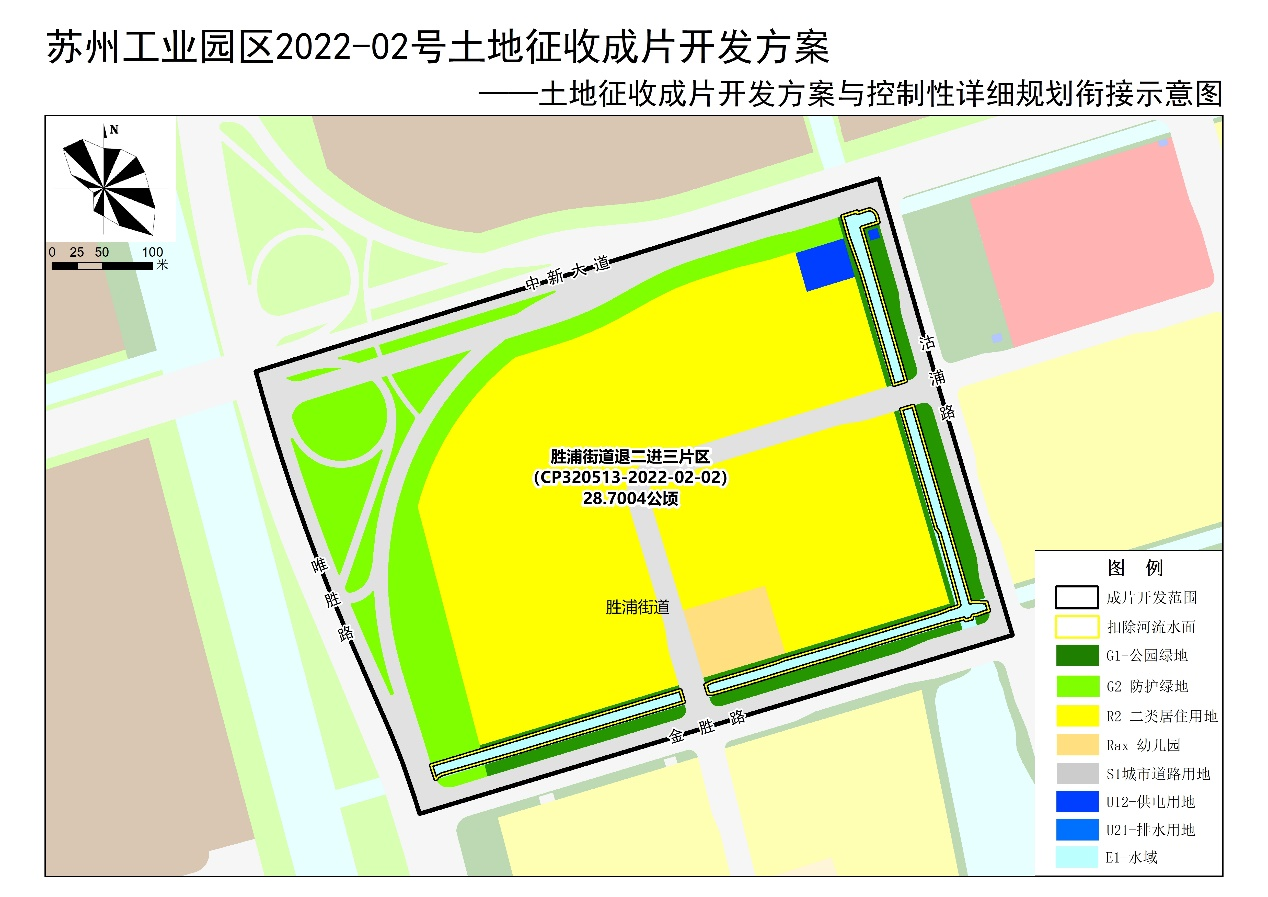 苏州工业园区2022-02号土地征收成片开发方案
——土地征收成片开发方案与控制性详细规划衔接示意图
N
0 25 50 100
米
中新大道
沽浦路
胜浦街道退二进三片区
(CP320513-2022-02-02)
28.7004公顷
唯胜路
胜浦街道
金胜路
图 例
成片开发范围
扣除河流水面
G1-公园绿地
G2 防护绿地
R2 二类居住用地
Rax 幼儿园
S1城市道路用地
U12-供电用地
U21-排水用地
E1 水域